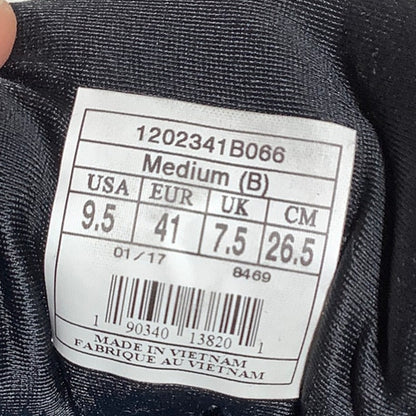 1202341B066
Medium (B)
USA EUR UK CM
9.5 41 7.5 26.5
01/17 8469
1 90340 13820 1
MADE IN VIETNAM
FABRIQUE AU VIETNAM